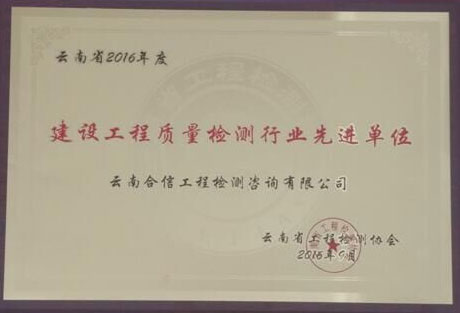 云南省2016年度
建设工程质量检测行业先进单位
云南合信工程检测咨询有限公司
云南省工程检测协会
2016年9月